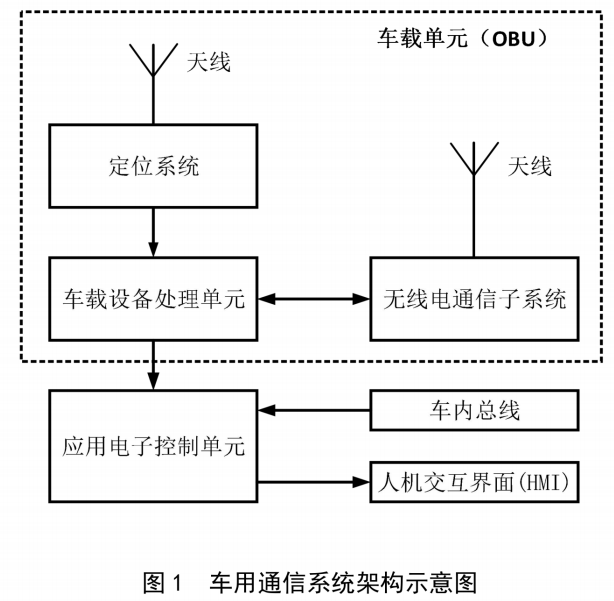 车载单元（OBU）
天线
定位系统
天线
车载设备处理单元
无线电通信子系统
应用电子控制单元
车内总线
人机交互界面(HMI)
图 1 车用通信系统架构示意图